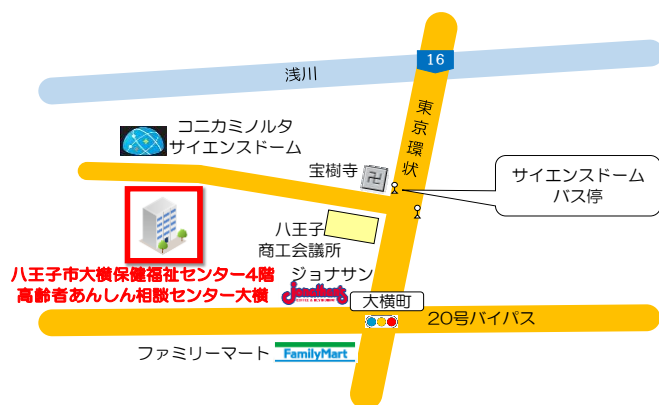 16
浅川
東京環状
コニカミノルタ
サイエンスドーム
宝樹寺
卍
サイエンスドーム
バス停
八王子
商工会議所
八王子市大横保健福祉センター4階
高齢者あんしん相談センター大横
ジョナサン
Jonathan's
大横町
20号バイパス
ファミリーマート
FamilyMart